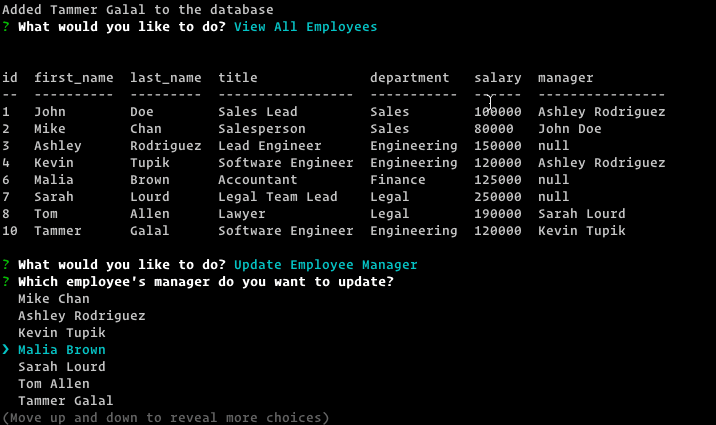 Added Tammer Galal to the database
? What would you like to do? View All Employees
id  first_name  last_name  title              department   salary  manager
--  ----------  ---------  -----------------  -----------  ------  ----------------
1   John        Doe        Sales Lead         Sales        100000  Ashley Rodriguez
2   Mike        Chan       Salesperson        Sales        80000   John Doe
3   Ashley      Rodriguez  Lead Engineer      Engineering  150000  null
4   Kevin       Tupik      Software Engineer  Engineering  120000  Ashley Rodriguez
6   Malia       Brown      Accountant         Finance      125000  null
7   Sarah       Lourd      Legal Team Lead    Legal        250000  null
8   Tom         Allen      Lawyer             Legal        190000  Sarah Lourd
10  Tammer      Galal      Software Engineer  Engineering  120000  Kevin Tupik
? What would you like to do? Update Employee Manager
? Which employee's manager do you want to update?
Mike Chan
Ashley Rodriguez
Kevin Tupik
❯ Malia Brown
Sarah Lourd
Tom Allen
Tammer Galal
(Move up and down to reveal more choices)